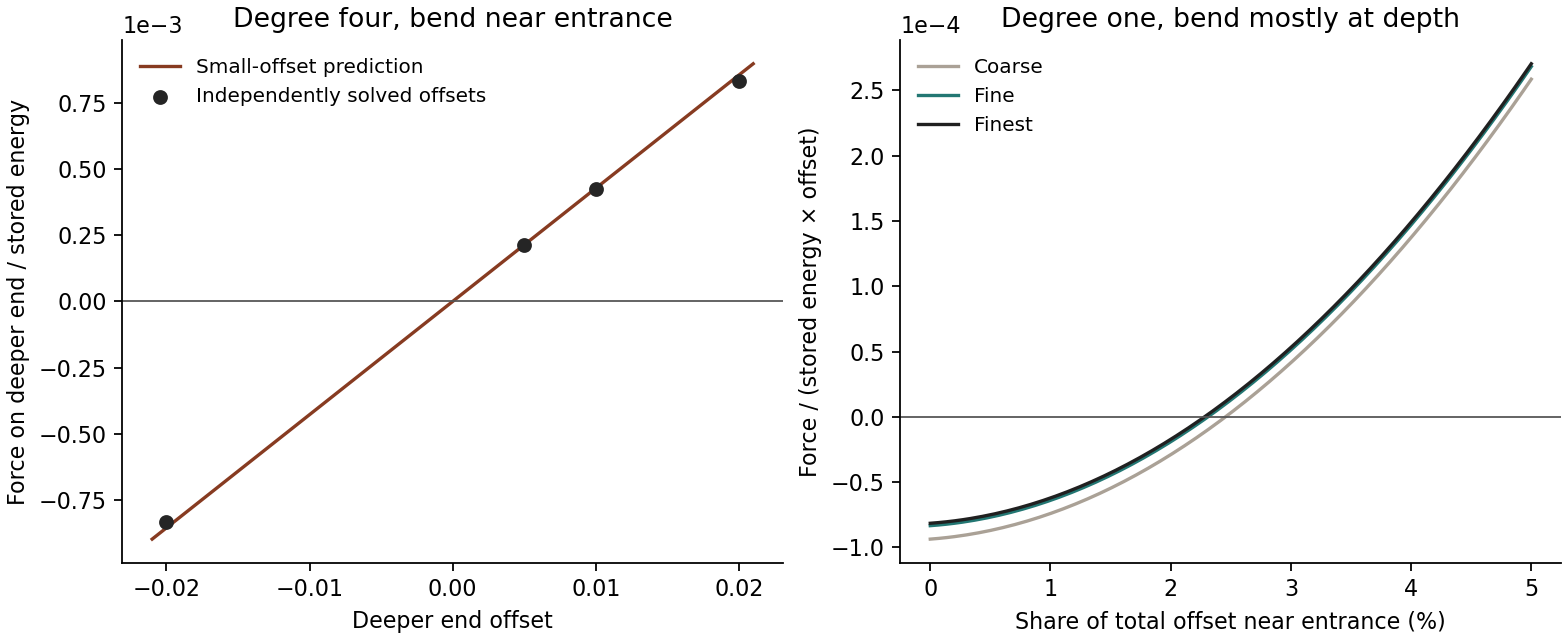 Degree four, bend near entrance
1e−3
Small-offset prediction
Independently solved offsets
Force on deeper end / stored energy
0.75
0.50
0.25
0.00
−0.25
−0.50
−0.75
−0.02
−0.01
0.00
0.01
0.02
Deeper end offset
Degree one, bend mostly at depth
1e−4
Coarse
Fine
Finest
Force / (stored energy × offset)
2.5
2.0
1.5
1.0
0.5
0.0
−0.5
−1.0
0
1
2
3
4
5
Share of total offset near entrance (%)